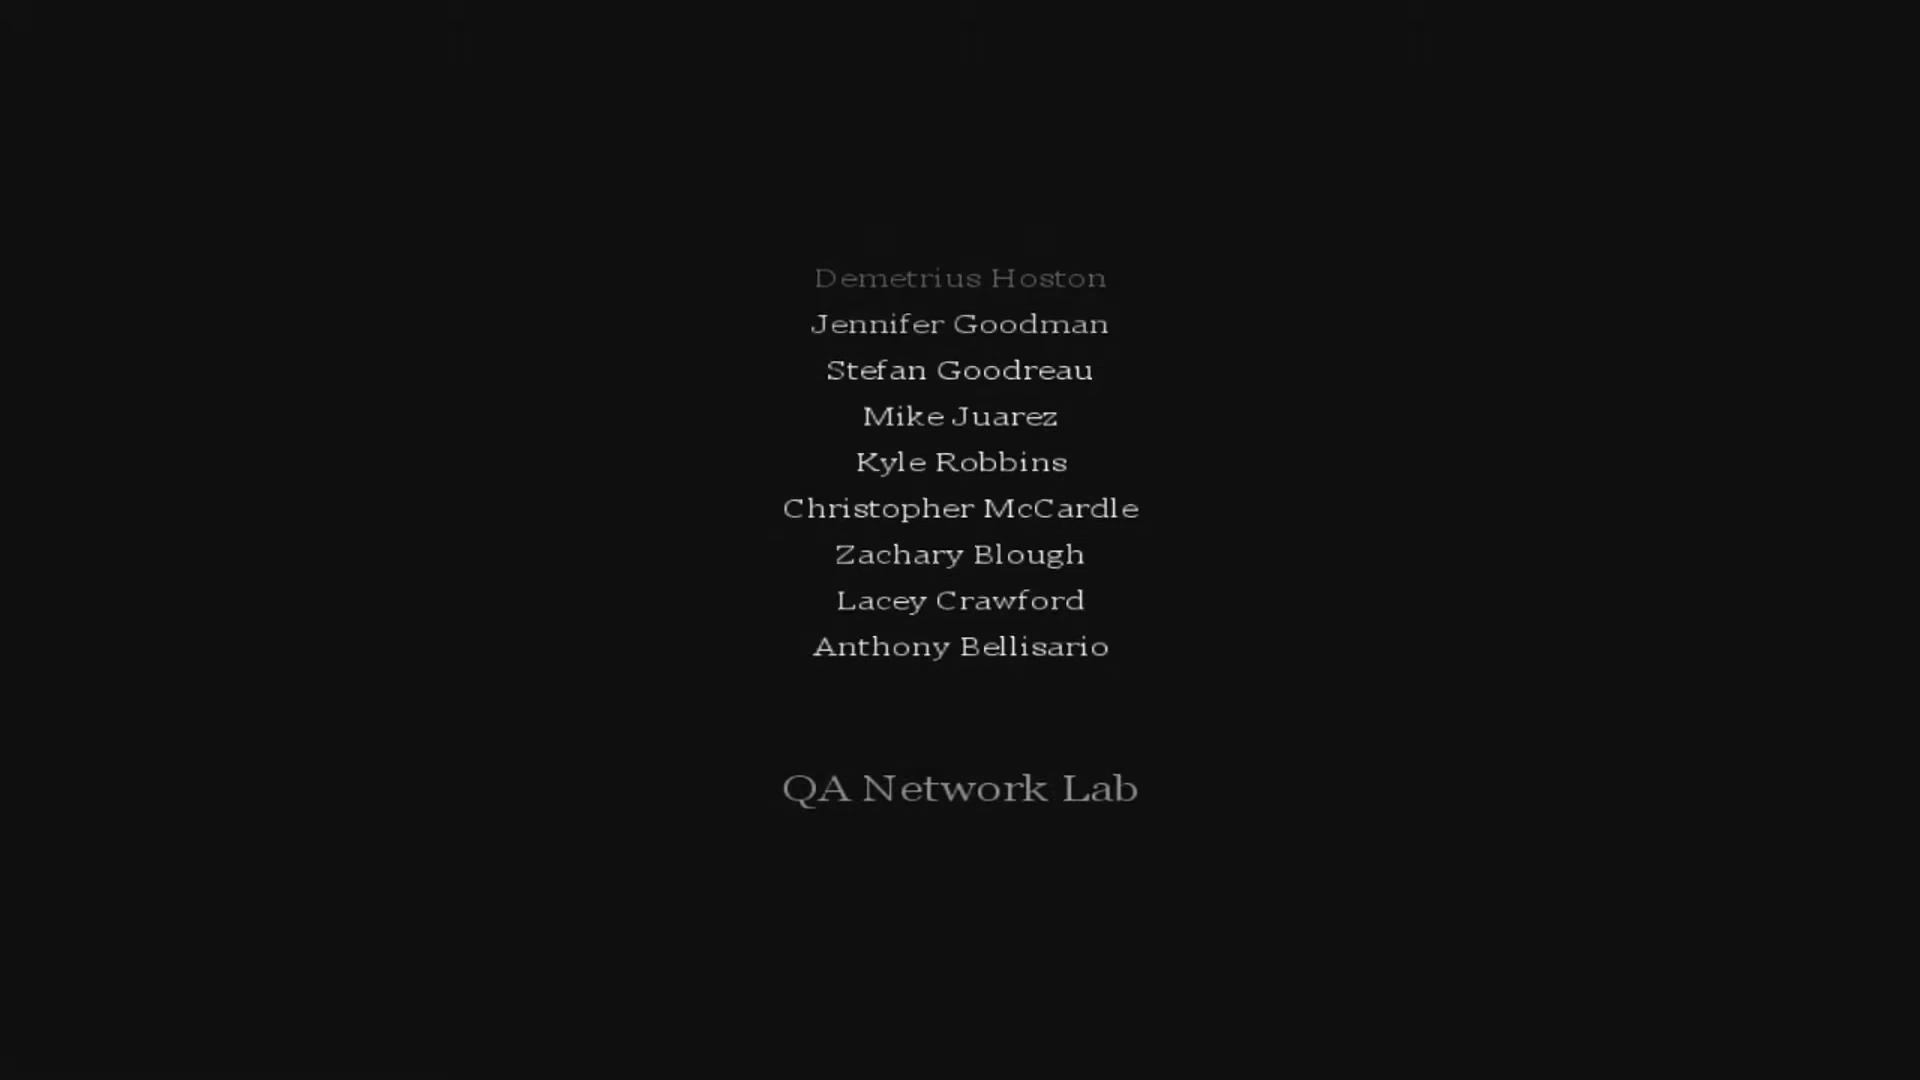 Demetrius Hoston
Jennifer Goodman
Stefan Goodreau
Mike Juarez
Kyle Robbins
Christopher McCardle
Zachary Blough
Lacey Crawford
Anthony Bellisario
QA Network Lab